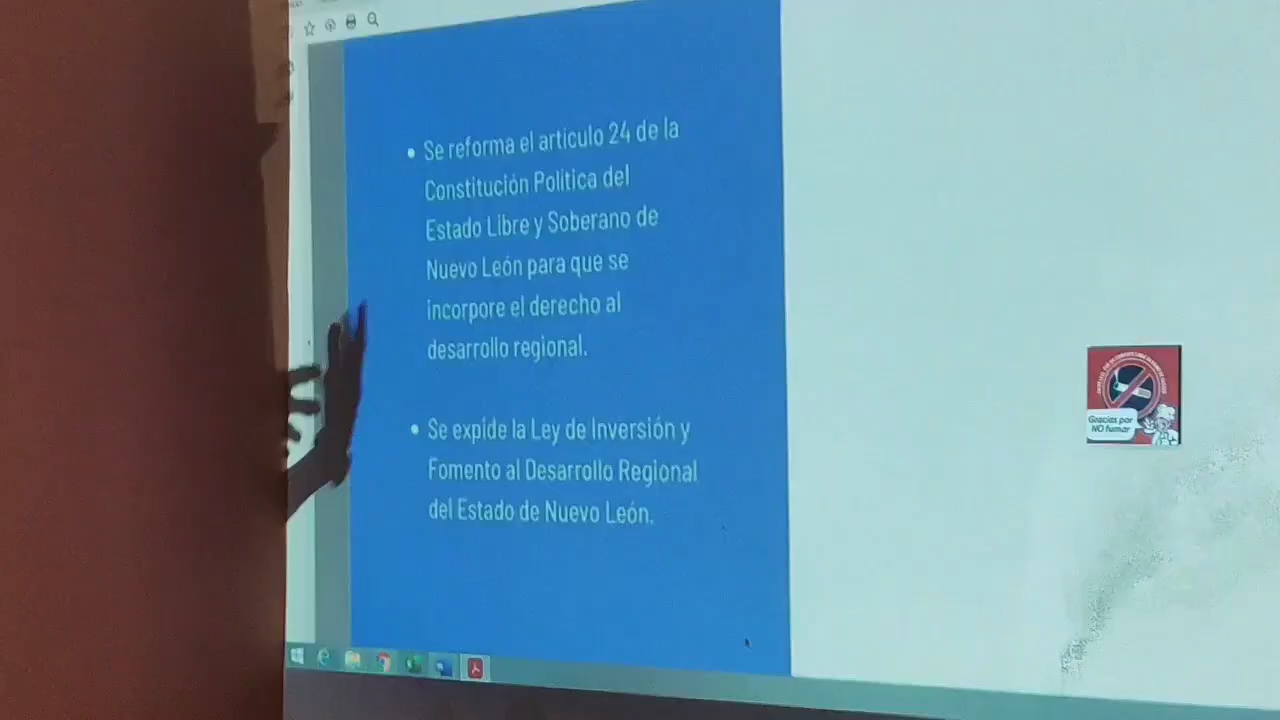 • Se reforma el articulo 24 de la
Constitución Política del
Estado Libre y Soberano de
Nuevo León para que se
incorpore el derecho al
desarrollo regional.
• Se expide la Ley de Inversión y
Fomento al Desarrollo Regional
del Estado de Nuevo León.
Gracias por
NO fumar